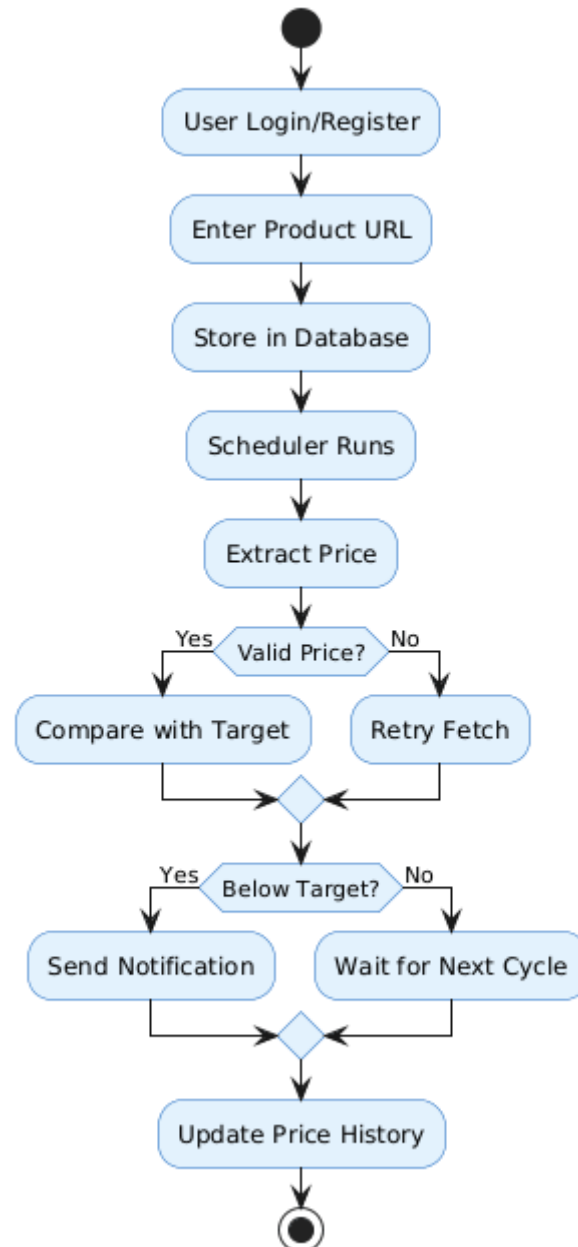 User Login/Register
Enter Product URL
Store in Database
Scheduler Runs
Extract Price
Yes
Valid Price?
No
Compare with Target
Retry Fetch
Yes
Below Target?
No
Send Notification
Wait for Next Cycle
Update Price History